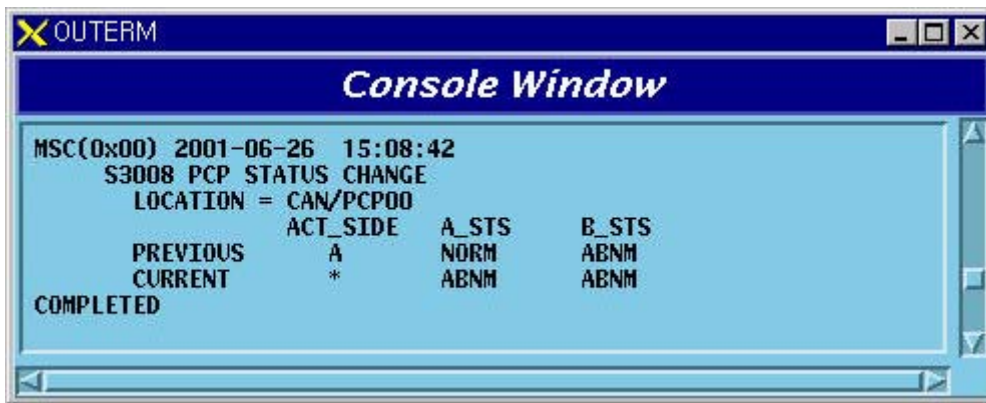 OUTERM
Console Window
MSC(0x00) 2001-06-26 15:08:42
S3008 PCP STATUS CHANGE
LOCATION = CAN/PCP00
ACT_SIDE A_STS B_STS
PREVIOUS A NORM ABNM
CURRENT * ABNM ABNM
COMPLETED